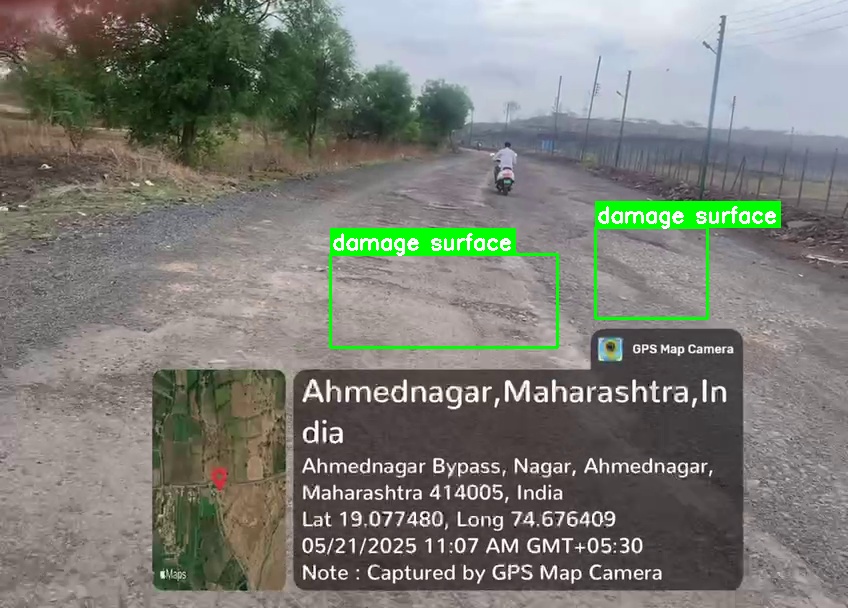 damage surface
damage surface
GPS Map Camera
Ahmednagar,Maharashtra,In
dia
Ahmednagar Bypass, Nagar, Ahmednagar,
Maharashtra 414005, India
Lat 19.077480, Long 74.676409
05/21/2025 11:07 AM GMT+05:30
Note : Captured by GPS Map Camera
Maps